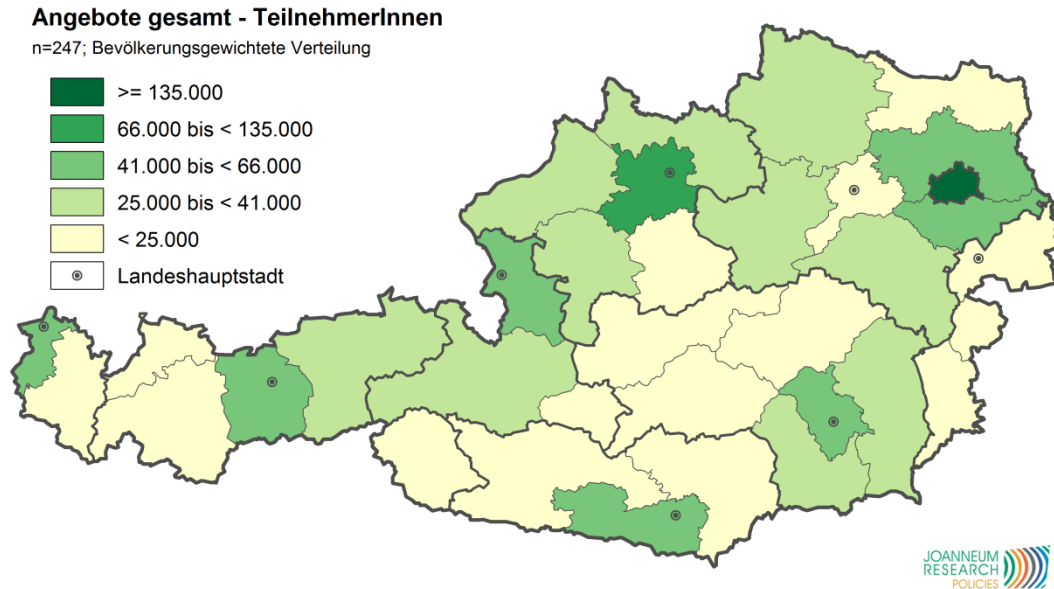 Angebote gesamt - TeilnehmerInnen
n=247; Bevölkerungsgewichtete Verteilung
>= 135.000
66.000 bis < 135.000
41.000 bis < 66.000
25.000 bis < 41.000
< 25.000
Landeshauptstadt
JOANNEUM
RESEARCH
POLICIES